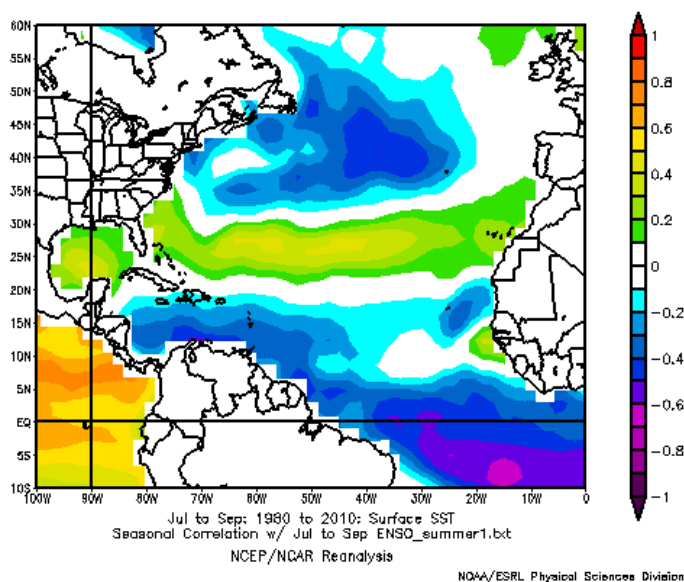 60N
55N
50N
45N
40N
35N
30N
25N
20N
15N
10N
5N
EQ
5S
10S
100W 90W 80W 70W 60W 50W 40W 30W 20W 10W 0
1
0.8
0.6
0.4
0.2
0
-0.2
-0.4
-0.6
-0.8
-1
Jul to Sep: 1980 to 2010: Surface SST
Seasonal Correlation w/ Jul to Sep ENSO_summer1.txt
NCEP/NCAR Reanalysis
NOAA/ESRL Physical Sciences Division